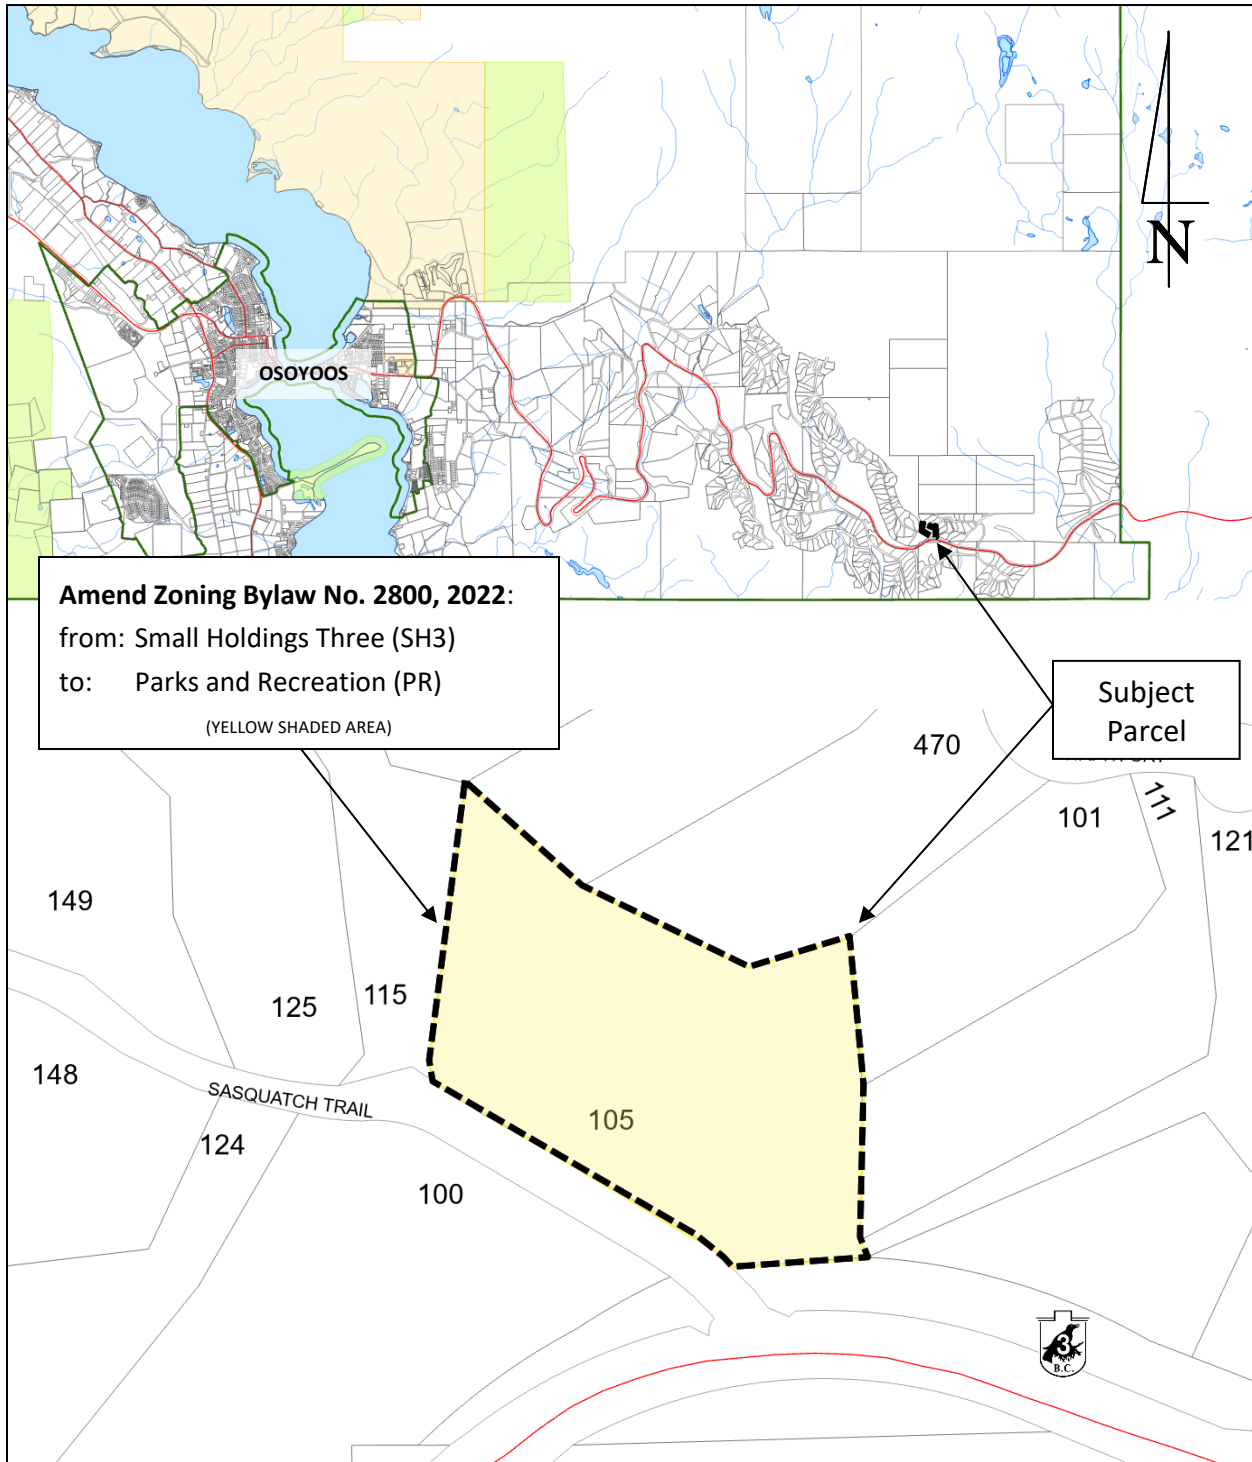 N
OSOYOOS
Amend Zoning Bylaw No. 2800, 2022:
from: Small Holdings Three (SH3)
to: Parks and Recreation (PR)
(YELLOW SHADED AREA)
Subject
Parcel
470
101
111
121
149
125
115
148
SASQUATCH TRAIL
105
124
100
3
B.C.